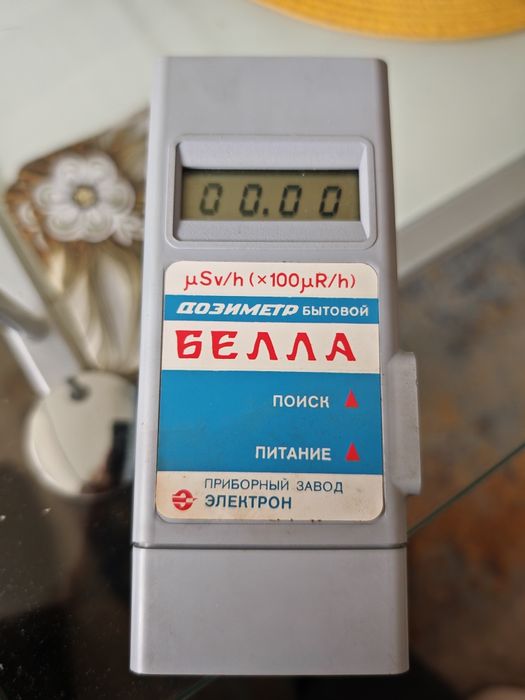 00.00
μSv/h (×100μR/h)
ДОЗИМЕТР БЫТОВОЙ
БЕЛЛА
ПОИСК
ПИТАНИЕ
ПРИБОРНЫЙ ЗАВОД
ЭЛЕКТРОН